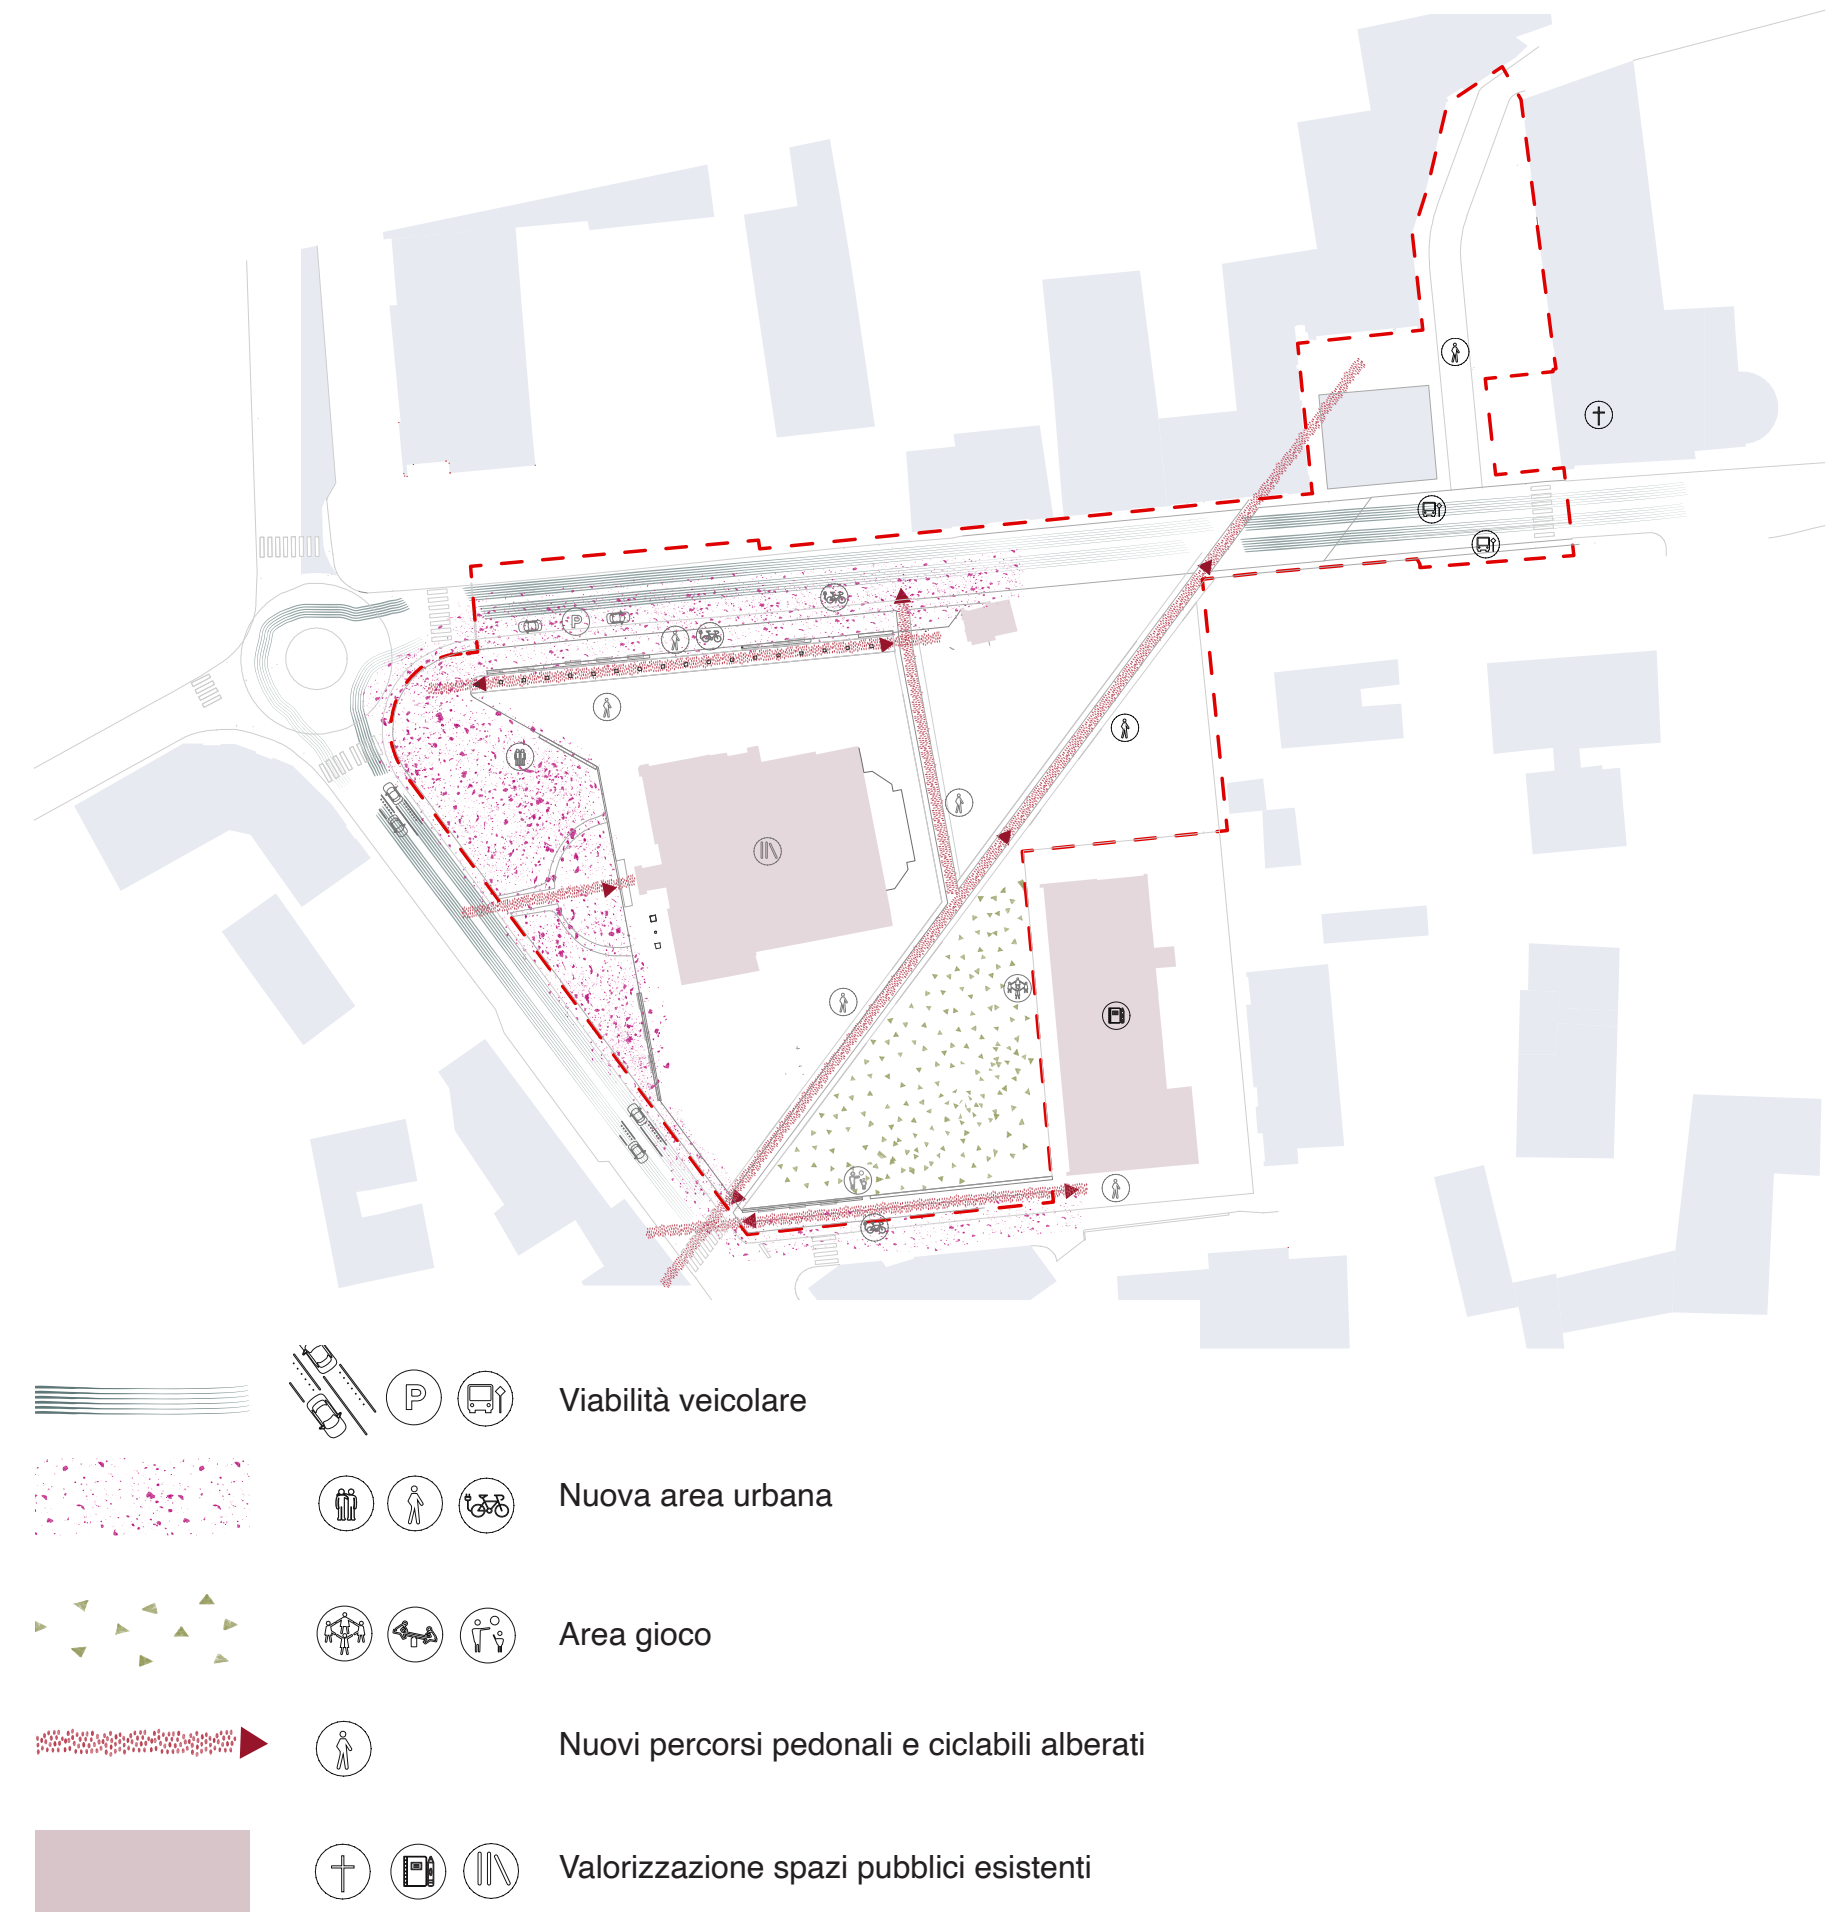 P
P
Viabilità veicolare
Nuova area urbana
Area gioco
Nuovi percorsi pedonali e ciclabili alberati
Valorizzazione spazi pubblici esistenti